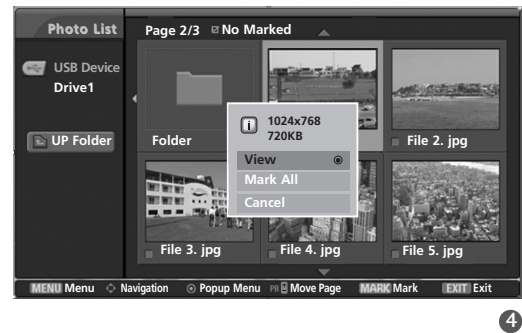 Photo List
Page 2/3 No Marked
USB Device
Drive1
UP Folder
Folder
File 2. jpg
i
1024x768
720KB
View
Mark All
Cancel
File 3. jpg
File 4. jpg
File 5. jpg
MENU Menu Navigation Popup Menu PR Move Page MARK Mark EXIT Exit
4